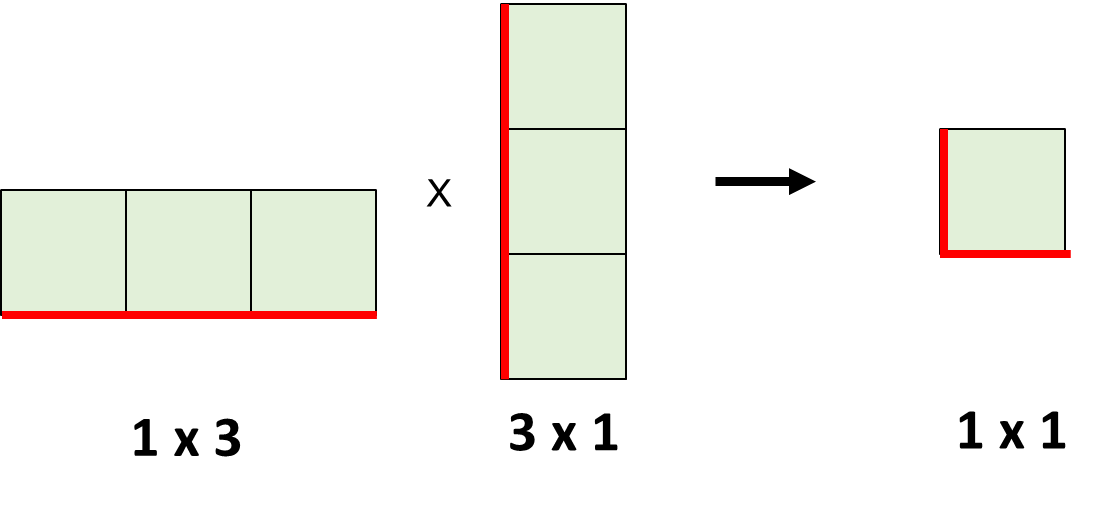 X
1 x 3
3 x 1
1 x 1